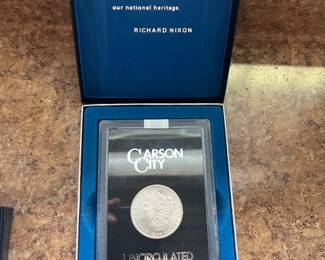 our national heritage.
RICHARD NIXON
CARSON
CITY
UNCIRCULATED